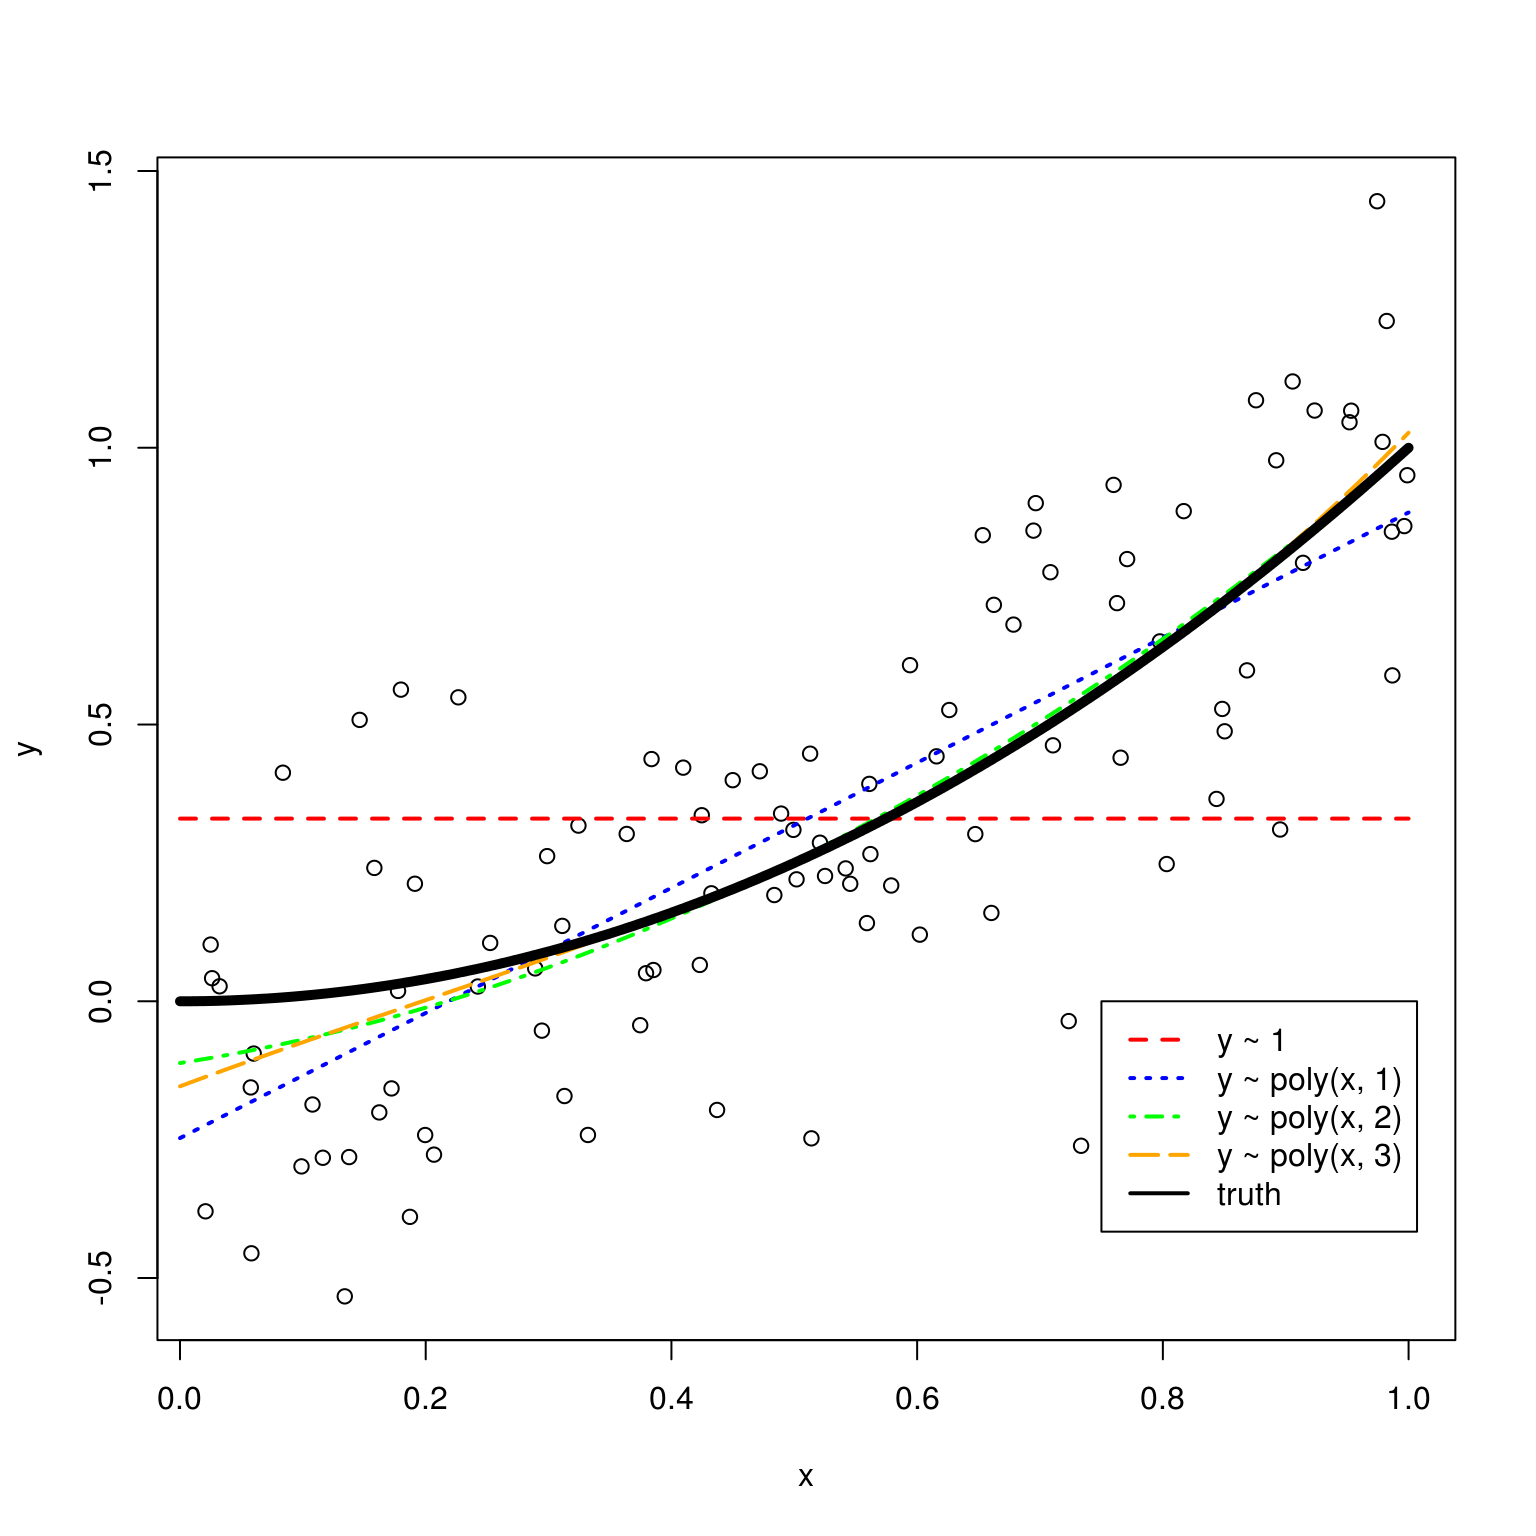 1.5
1.0
0.5
0.0
-0.5
y
0.0 0.2 0.4 0.6 0.8 1.0
x
y ~ 1
y ~ poly(x, 1)
y ~ poly(x, 2)
y ~ poly(x, 3)
truth